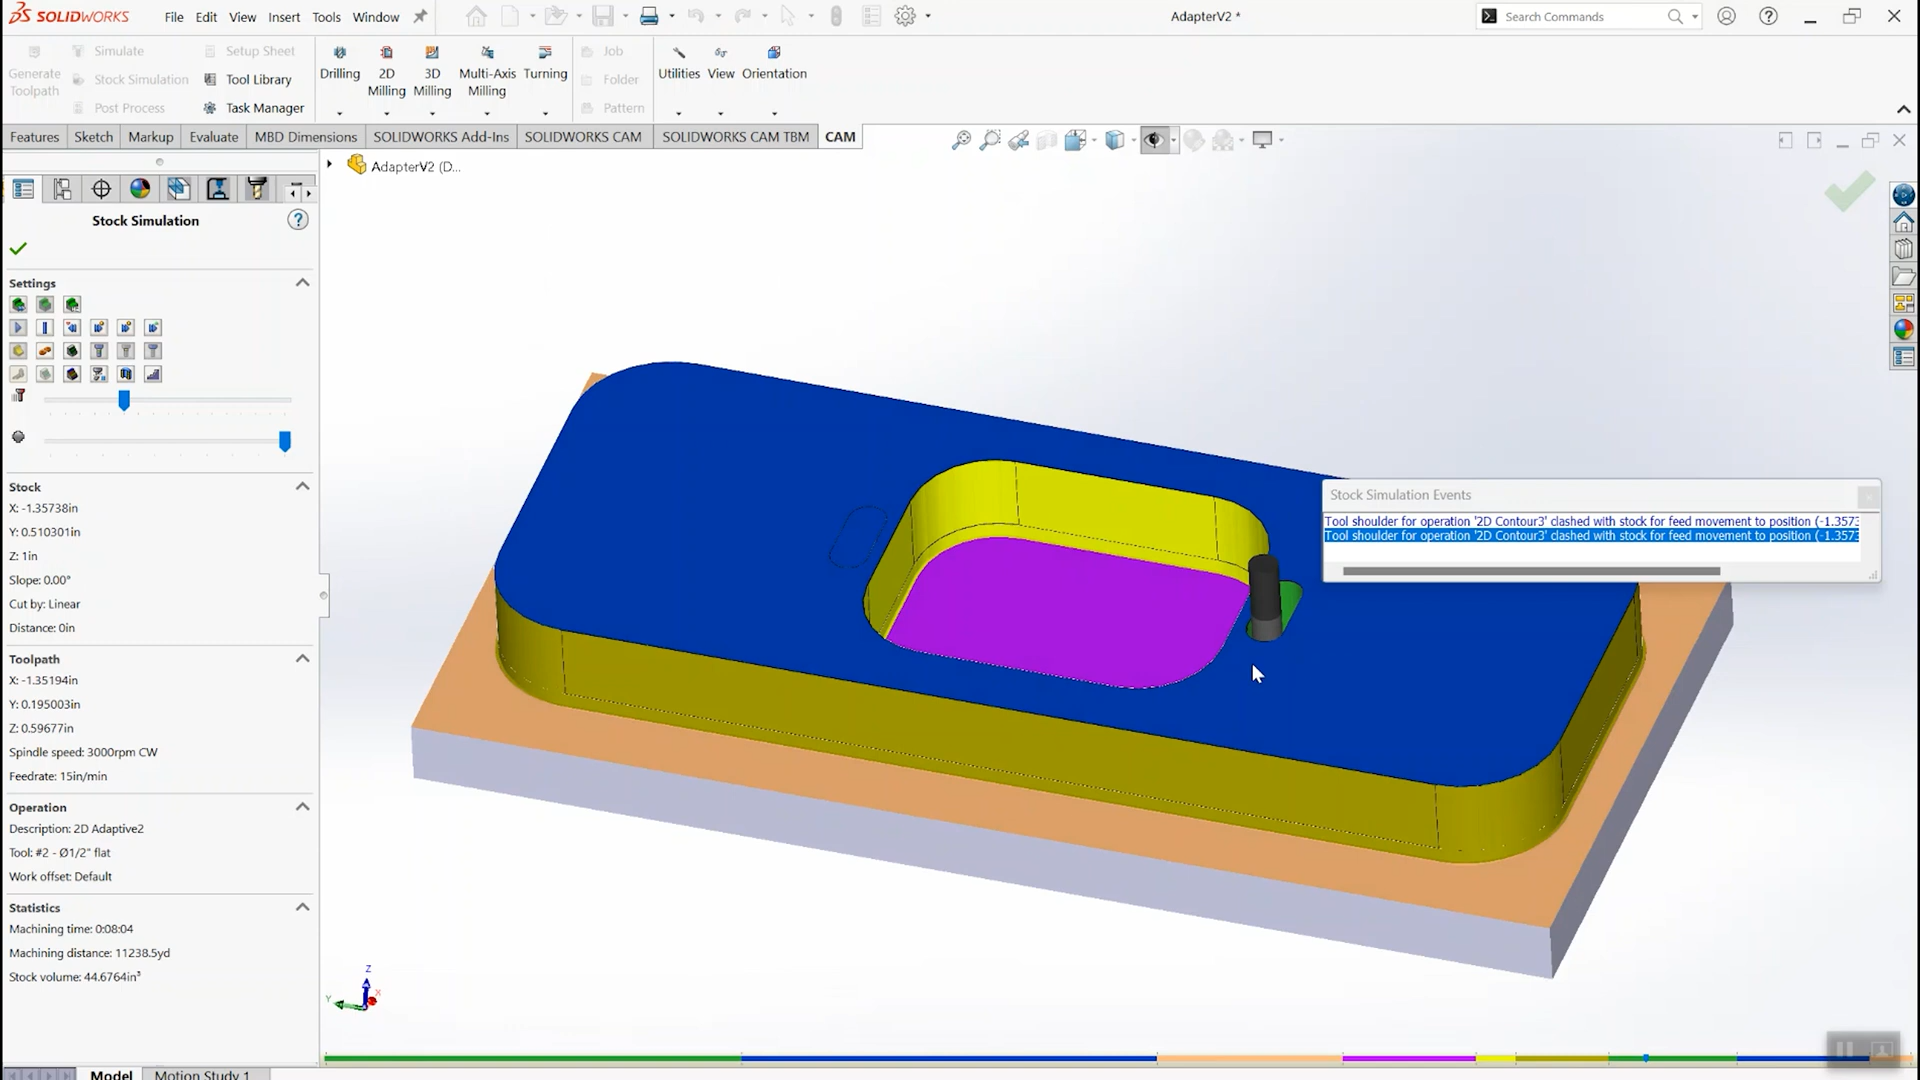 SOLIDWORKS
File Edit View Insert Tools Window
AdapterV2 *
Search Commands
Generate Toolpath
Simulate
Stock Simulation
Post Process
Setup Sheet
Tool Library
Task Manager
Drilling
2D Milling
3D Milling
Multi-Axis Milling
Turning
Job
Folder
Pattern
Utilities
View
Orientation
Features Sketch Markup Evaluate MBD Dimensions SOLIDWORKS Add-Ins SOLIDWORKS CAM SOLIDWORKS CAM TBM CAM
AdapterV2 (D...
Stock Simulation
Settings
Stock
X: -1.35738in
Y: 0.510301in
Z: 1in
Slope: 0.00°
Cut by: Linear
Distance: 0in
Toolpath
X: -1.35194in
Y: 0.195003in
Z: 0.59677in
Spindle speed: 3000rpm CW
Feedrate: 15in/min
Operation
Description: 2D Adaptive2
Tool: #2 - Ø1/2" flat
Work offset: Default
Statistics
Machining time: 0:08:04
Machining distance: 11238.5yd
Stock volume: 44.6764in³
Stock Simulation Events
Tool shoulder for operation '2D Contour3' clashed with stock for feed movement to position (-1.3573
Tool shoulder for operation '2D Contour3' clashed with stock for feed movement to position (-1.3573
Z
Y
X
Model Motion Study 1